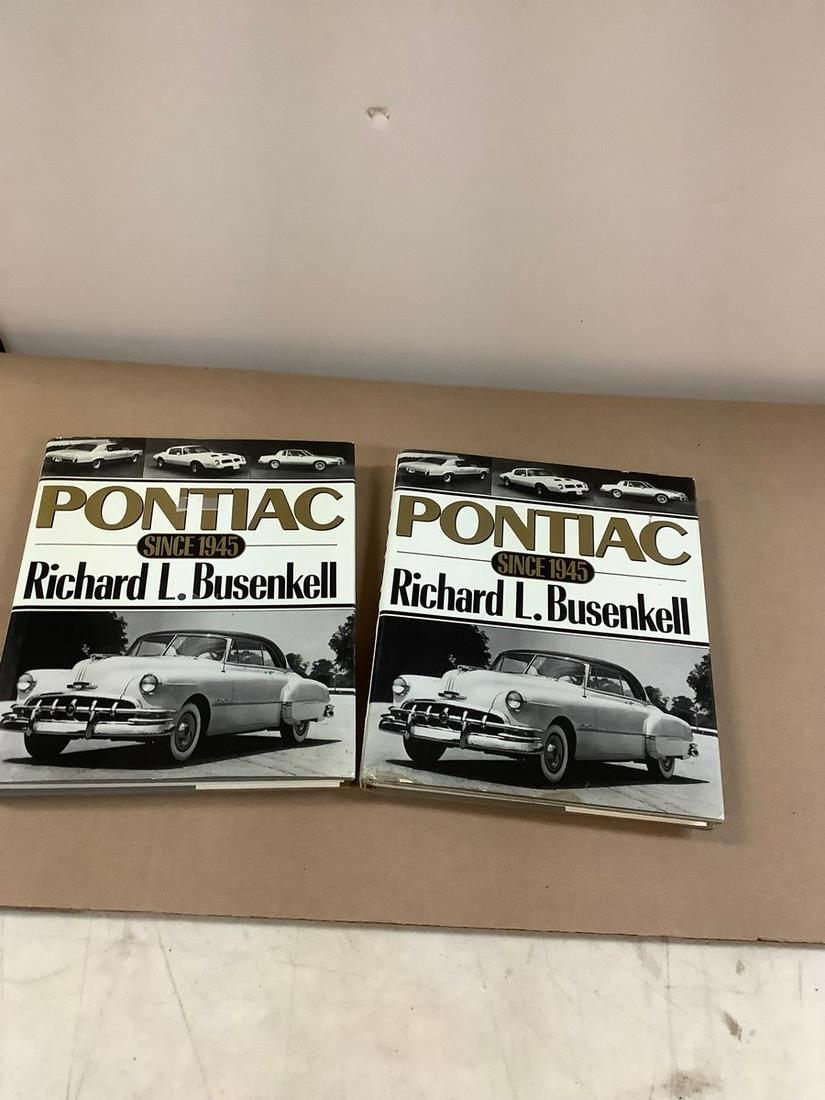 PONTIAC
SINCE 1945
Richard L. Busenkell
PONTIAC
SINCE 1945
Richard L. Busenkell